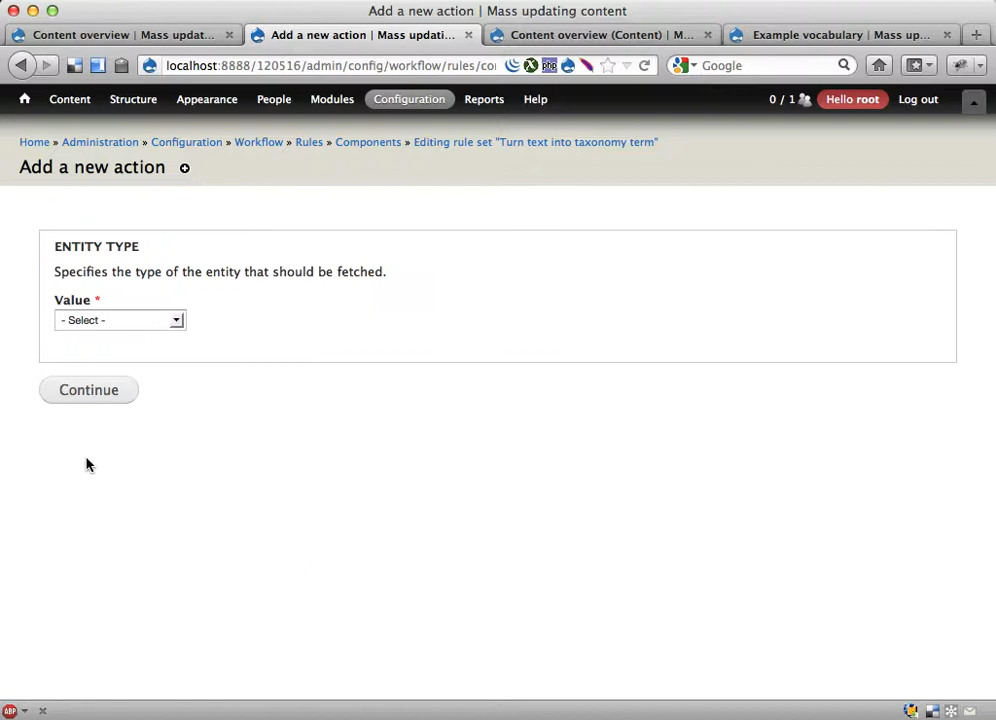 Add a new action | Mass updating content
Content overview | Mass updat...
Add a new action | Mass updati...
Content overview (Content) | M...
Example vocabulary | Mass up...
localhost:8888/120516/admin/config/workflow/rules/co
php
Google
Content Structure Appearance People Modules Configuration Reports Help
0 / 1
Hello root
Log out
Home » Administration » Configuration » Workflow » Rules » Components » Editing rule set "Turn text into taxonomy term"
Add a new action
ENTITY TYPE
Specifies the type of the entity that should be fetched.
Value *
- Select -
Continue
ABP